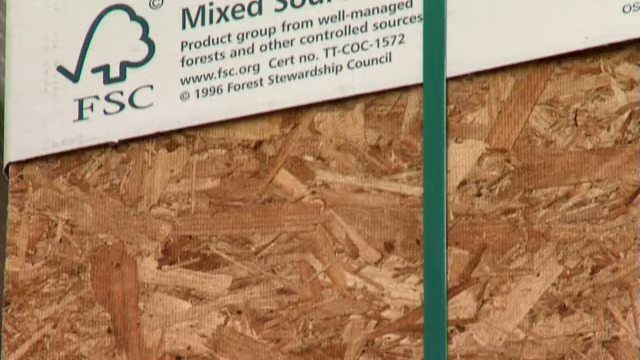 ©
FSC
Mixed
Product group from well-managed
forests and other controlled sources
www.fsc.org Cert no. TT-COC-1572
© 1996 Forest Stewardship Council